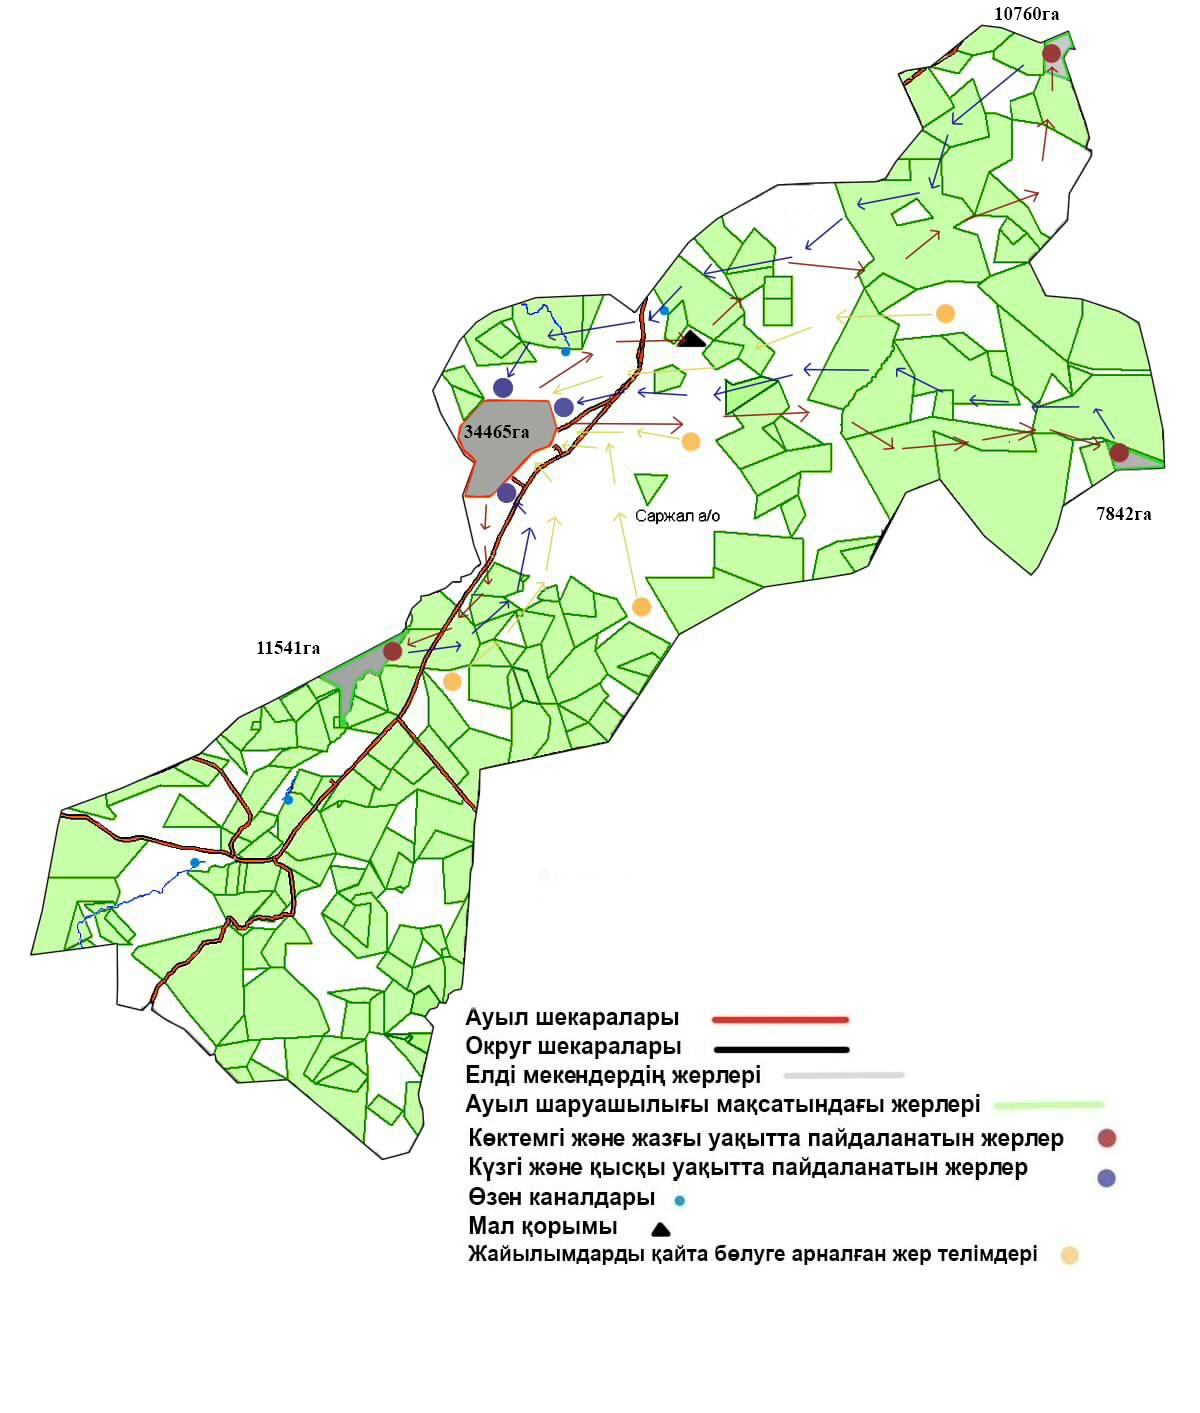 10760га
34465га
Саржал а/о
7842га
11541га
Ауыл шекаралары
Округ шекаралары
Елді мекендердің жерлері
Ауыл шаруашылығы мақсатындағы жерлері
Көктемгі және жазғы уақытта пайдаланатын жерлер
Күзгі және қысқы уақытта пайдаланатын жерлер
Өзен каналдары
Мал қорымы
Жайылымдарды қайта бөлуге арналған жер телімдері